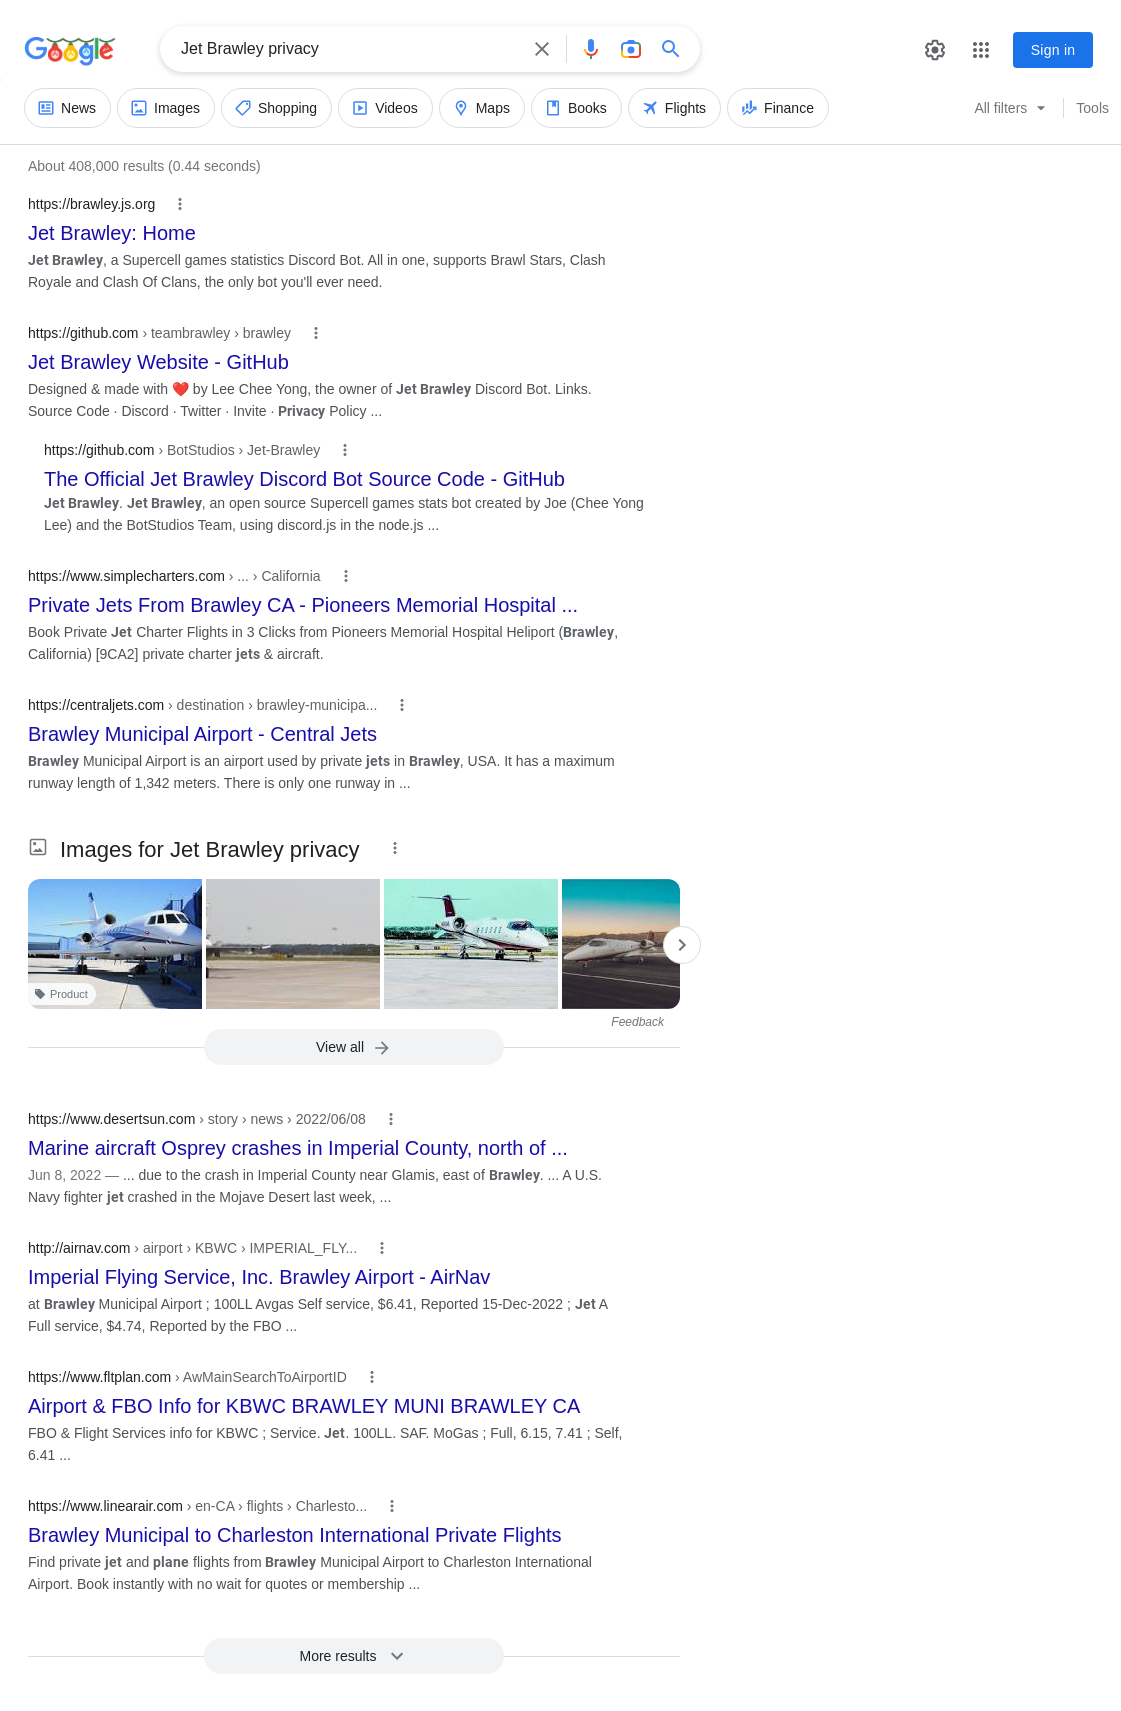 Google
Jet Brawley privacy
Sign in
News
Images
Shopping
Videos
Maps
Books
Flights
Finance
All filters
Tools
About 408,000 results (0.44 seconds)
https://brawley.js.org
Jet Brawley: Home
Jet Brawley, a Supercell games statistics Discord Bot. All in one, supports Brawl Stars, Clash
Royale and Clash Of Clans, the only bot you'll ever need.
https://github.com › teambrawley › brawley
Jet Brawley Website - GitHub
Designed & made with ❤️ by Lee Chee Yong, the owner of Jet Brawley Discord Bot. Links.
Source Code · Discord · Twitter · Invite · Privacy Policy ...
https://github.com › BotStudios › Jet-Brawley
The Official Jet Brawley Discord Bot Source Code - GitHub
Jet Brawley. Jet Brawley, an open source Supercell games stats bot created by Joe (Chee Yong
Lee) and the BotStudios Team, using discord.js in the node.js ...
https://www.simplecharters.com › ... › California
Private Jets From Brawley CA - Pioneers Memorial Hospital ...
Book Private Jet Charter Flights in 3 Clicks from Pioneers Memorial Hospital Heliport (Brawley,
California) [9CA2] private charter jets & aircraft.
https://centraljets.com › destination › brawley-municipa...
Brawley Municipal Airport - Central Jets
Brawley Municipal Airport is an airport used by private jets in Brawley, USA. It has a maximum
runway length of 1,342 meters. There is only one runway in ...
Images for Jet Brawley privacy
Product
Feedback
View all
https://www.desertsun.com › story › news › 2022/06/08
Marine aircraft Osprey crashes in Imperial County, north of ...
Jun 8, 2022 — ... due to the crash in Imperial County near Glamis, east of Brawley. ... A U.S.
Navy fighter jet crashed in the Mojave Desert last week, ...
http://airnav.com › airport › KBWC › IMPERIAL_FLY...
Imperial Flying Service, Inc. Brawley Airport - AirNav
at Brawley Municipal Airport ; 100LL Avgas Self service, $6.41, Reported 15-Dec-2022 ; Jet A
Full service, $4.74, Reported by the FBO ...
https://www.fltplan.com › AwMainSearchToAirportID
Airport & FBO Info for KBWC BRAWLEY MUNI BRAWLEY CA
FBO & Flight Services info for KBWC ; Service. Jet. 100LL. SAF. MoGas ; Full, 6.15, 7.41 ; Self,
6.41 ...
https://www.linearair.com › en-CA › flights › Charlesto...
Brawley Municipal to Charleston International Private Flights
Find private jet and plane flights from Brawley Municipal Airport to Charleston International
Airport. Book instantly with no wait for quotes or membership ...
More results